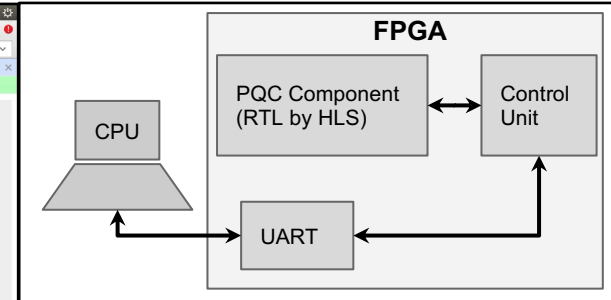 FPGA
PQC Component
(RTL by HLS)
Control
Unit
CPU
UART